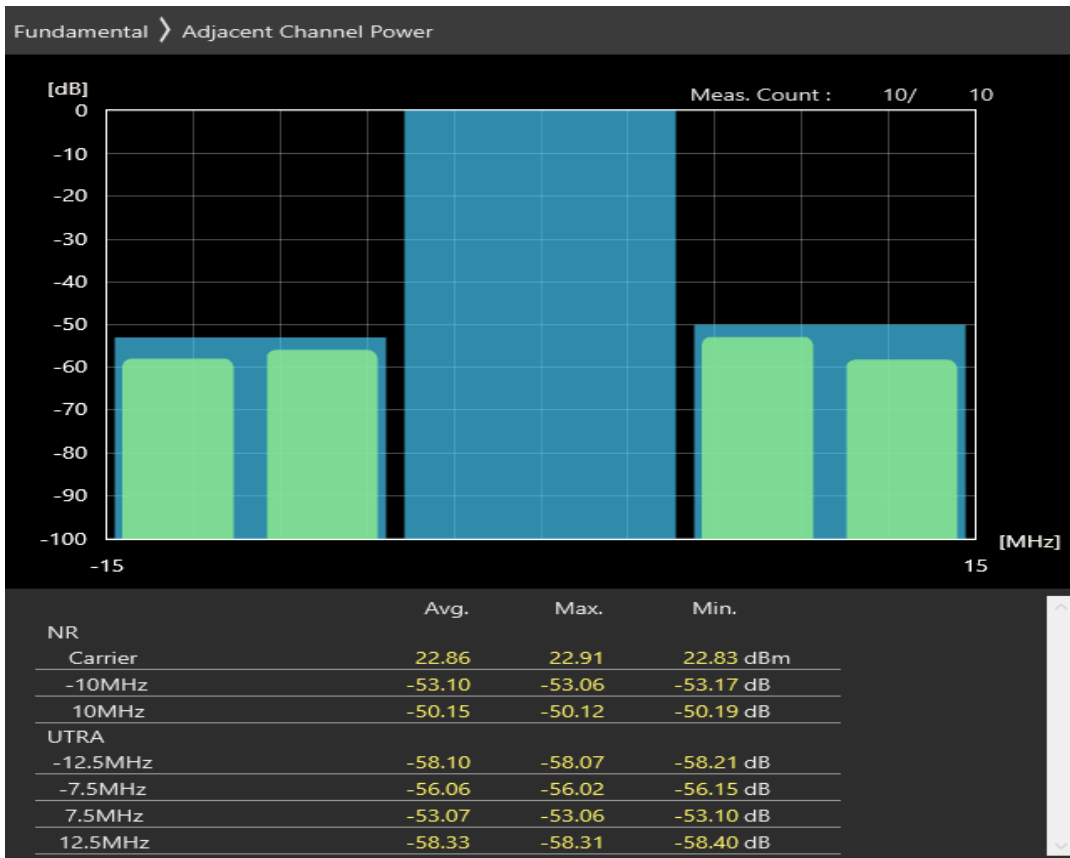 Fundamental 〉 Adjacent Channel Power
[dB]
Meas. Count : 10/ 10
0
-10
-20
-30
-40
-50
-60
-70
-80
-90
-100
[MHz]
-15 15
Avg. Max. Min.
NR
Carrier 22.86 22.91 22.83 dBm
-10MHz -53.10 -53.06 -53.17 dB
10MHz -50.15 -50.12 -50.19 dB
UTRA
-12.5MHz -58.10 -58.07 -58.21 dB
-7.5MHz -56.06 -56.02 -56.15 dB
7.5MHz -53.07 -53.06 -53.10 dB
12.5MHz -58.33 -58.31 -58.40 dB